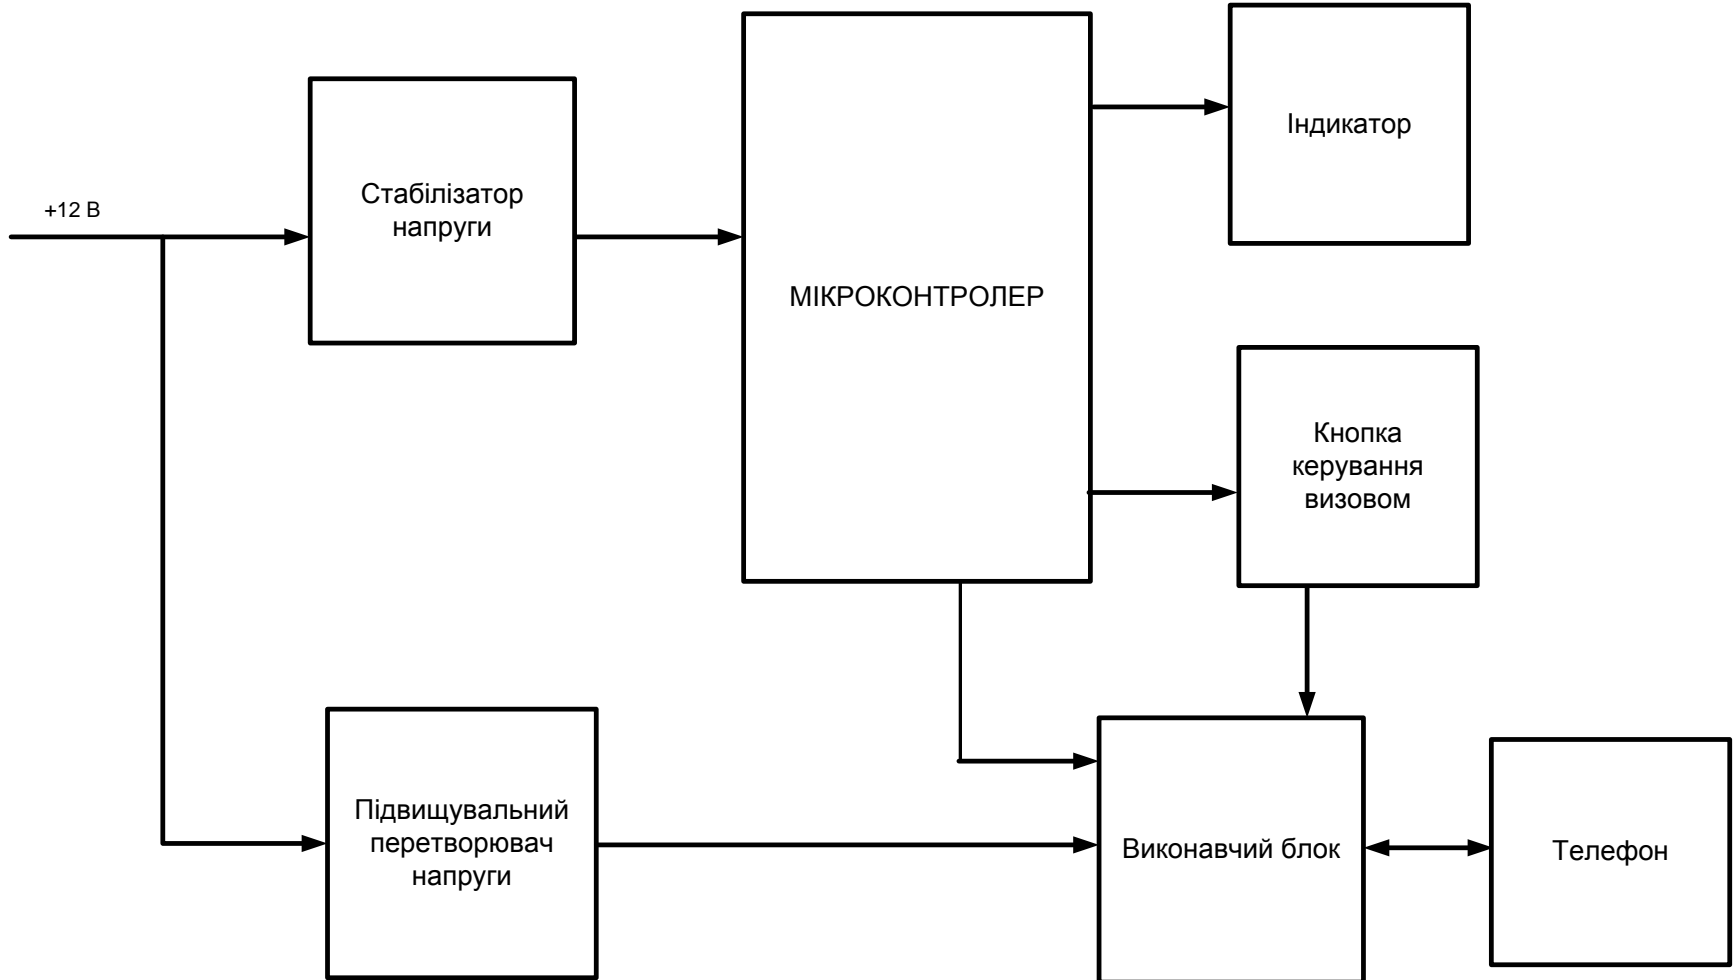 +12 В
Стабілізатор
напруги
МІКРОКОНТРОЛЕР
Індикатор
Кнопка
керування
визовом
Підвищувальний
перетворювач
напруги
Виконавчий блок
Телефон